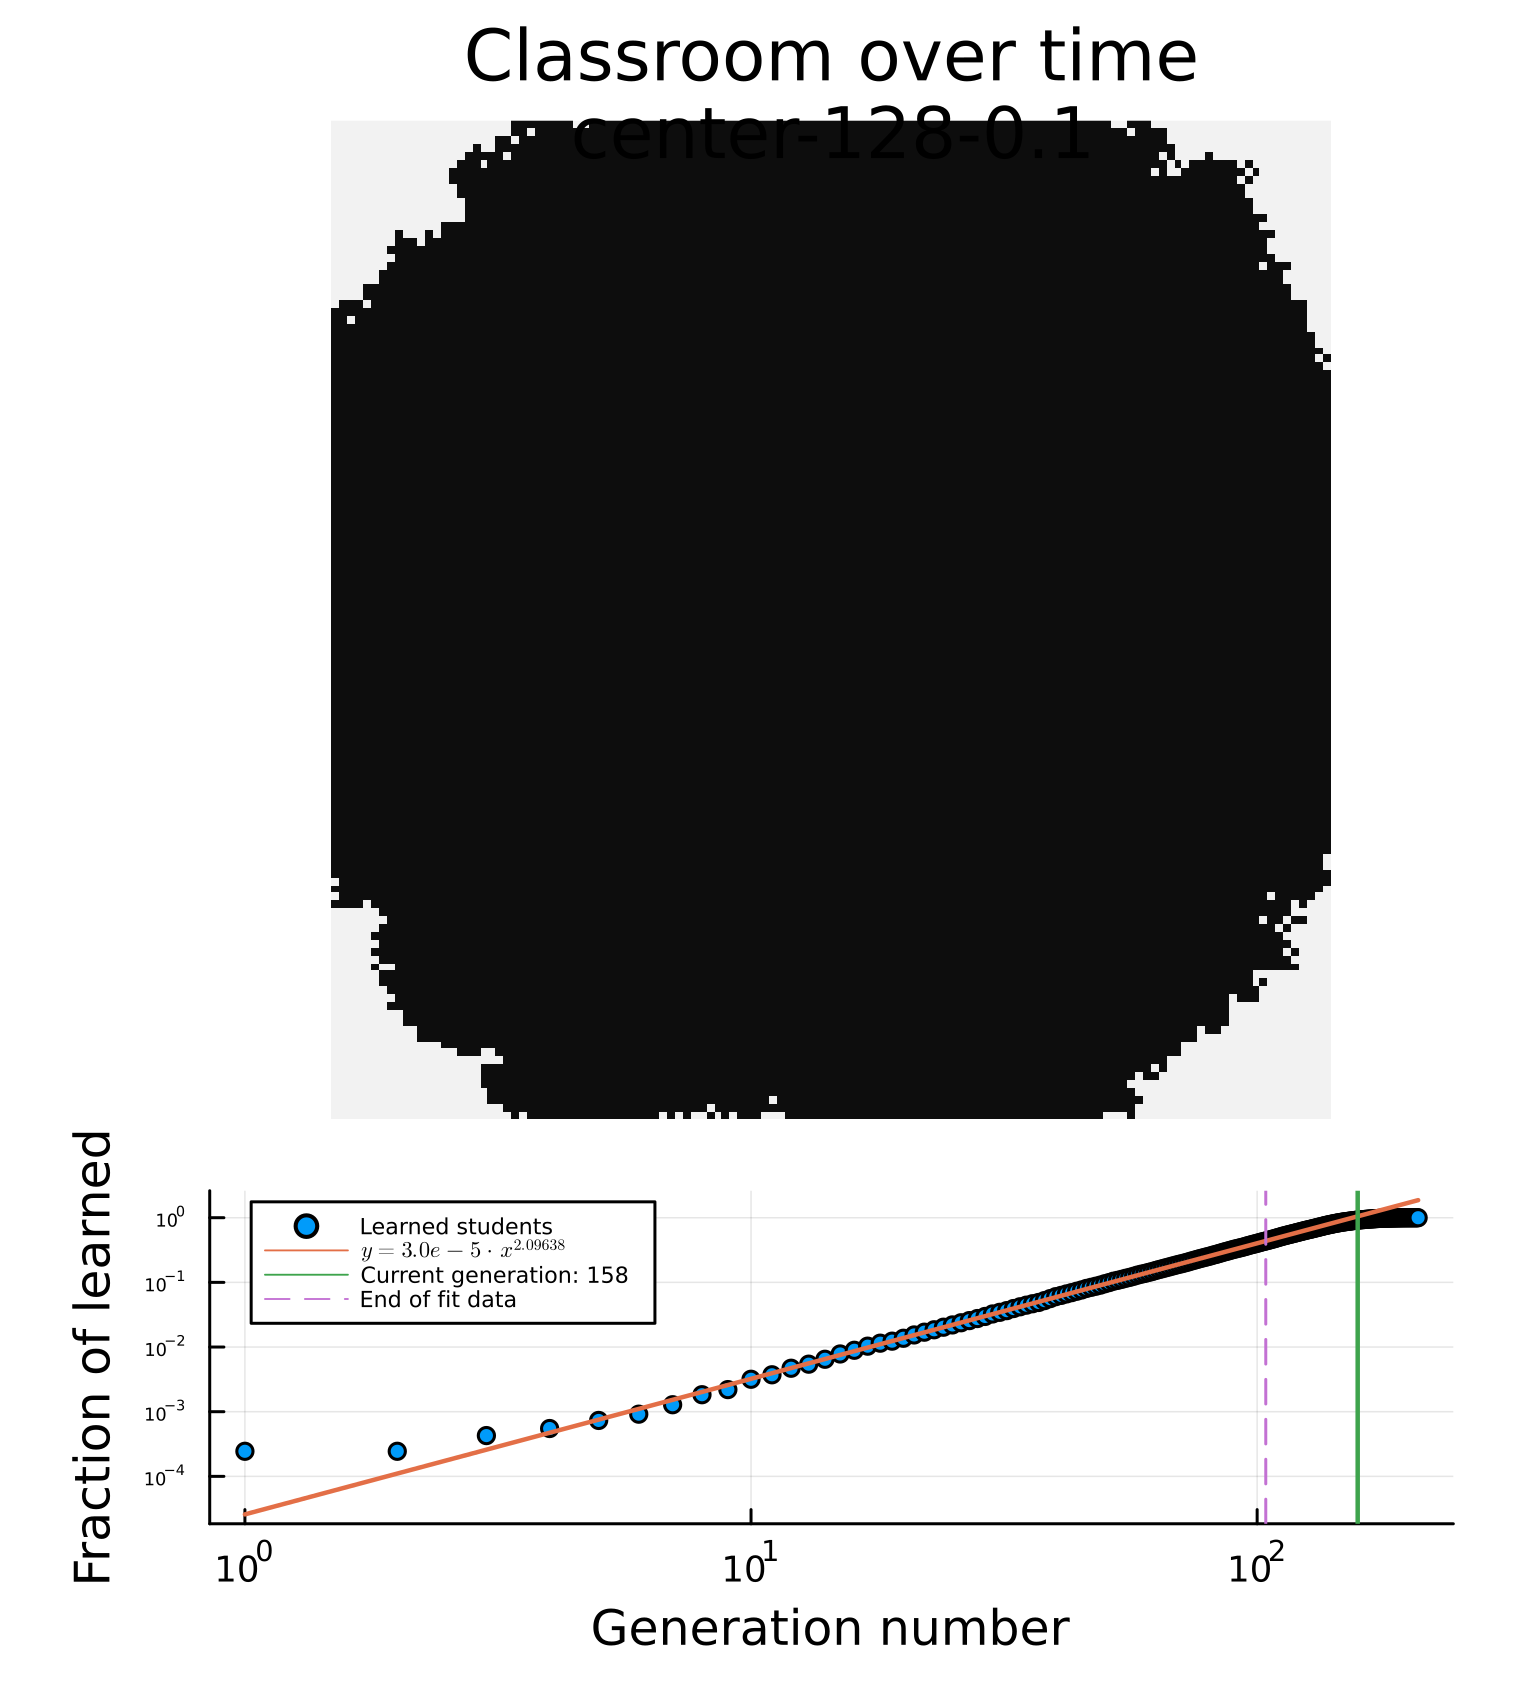 Classroom over time
center-128-0.1
Fraction of learned
10⁰
10⁻¹
10⁻²
10⁻³
10⁻⁴
Learned students
y = 3.0e − 5 · x^2.09638
Current generation: 158
End of fit data
10⁰ 10¹ 10²
Generation number